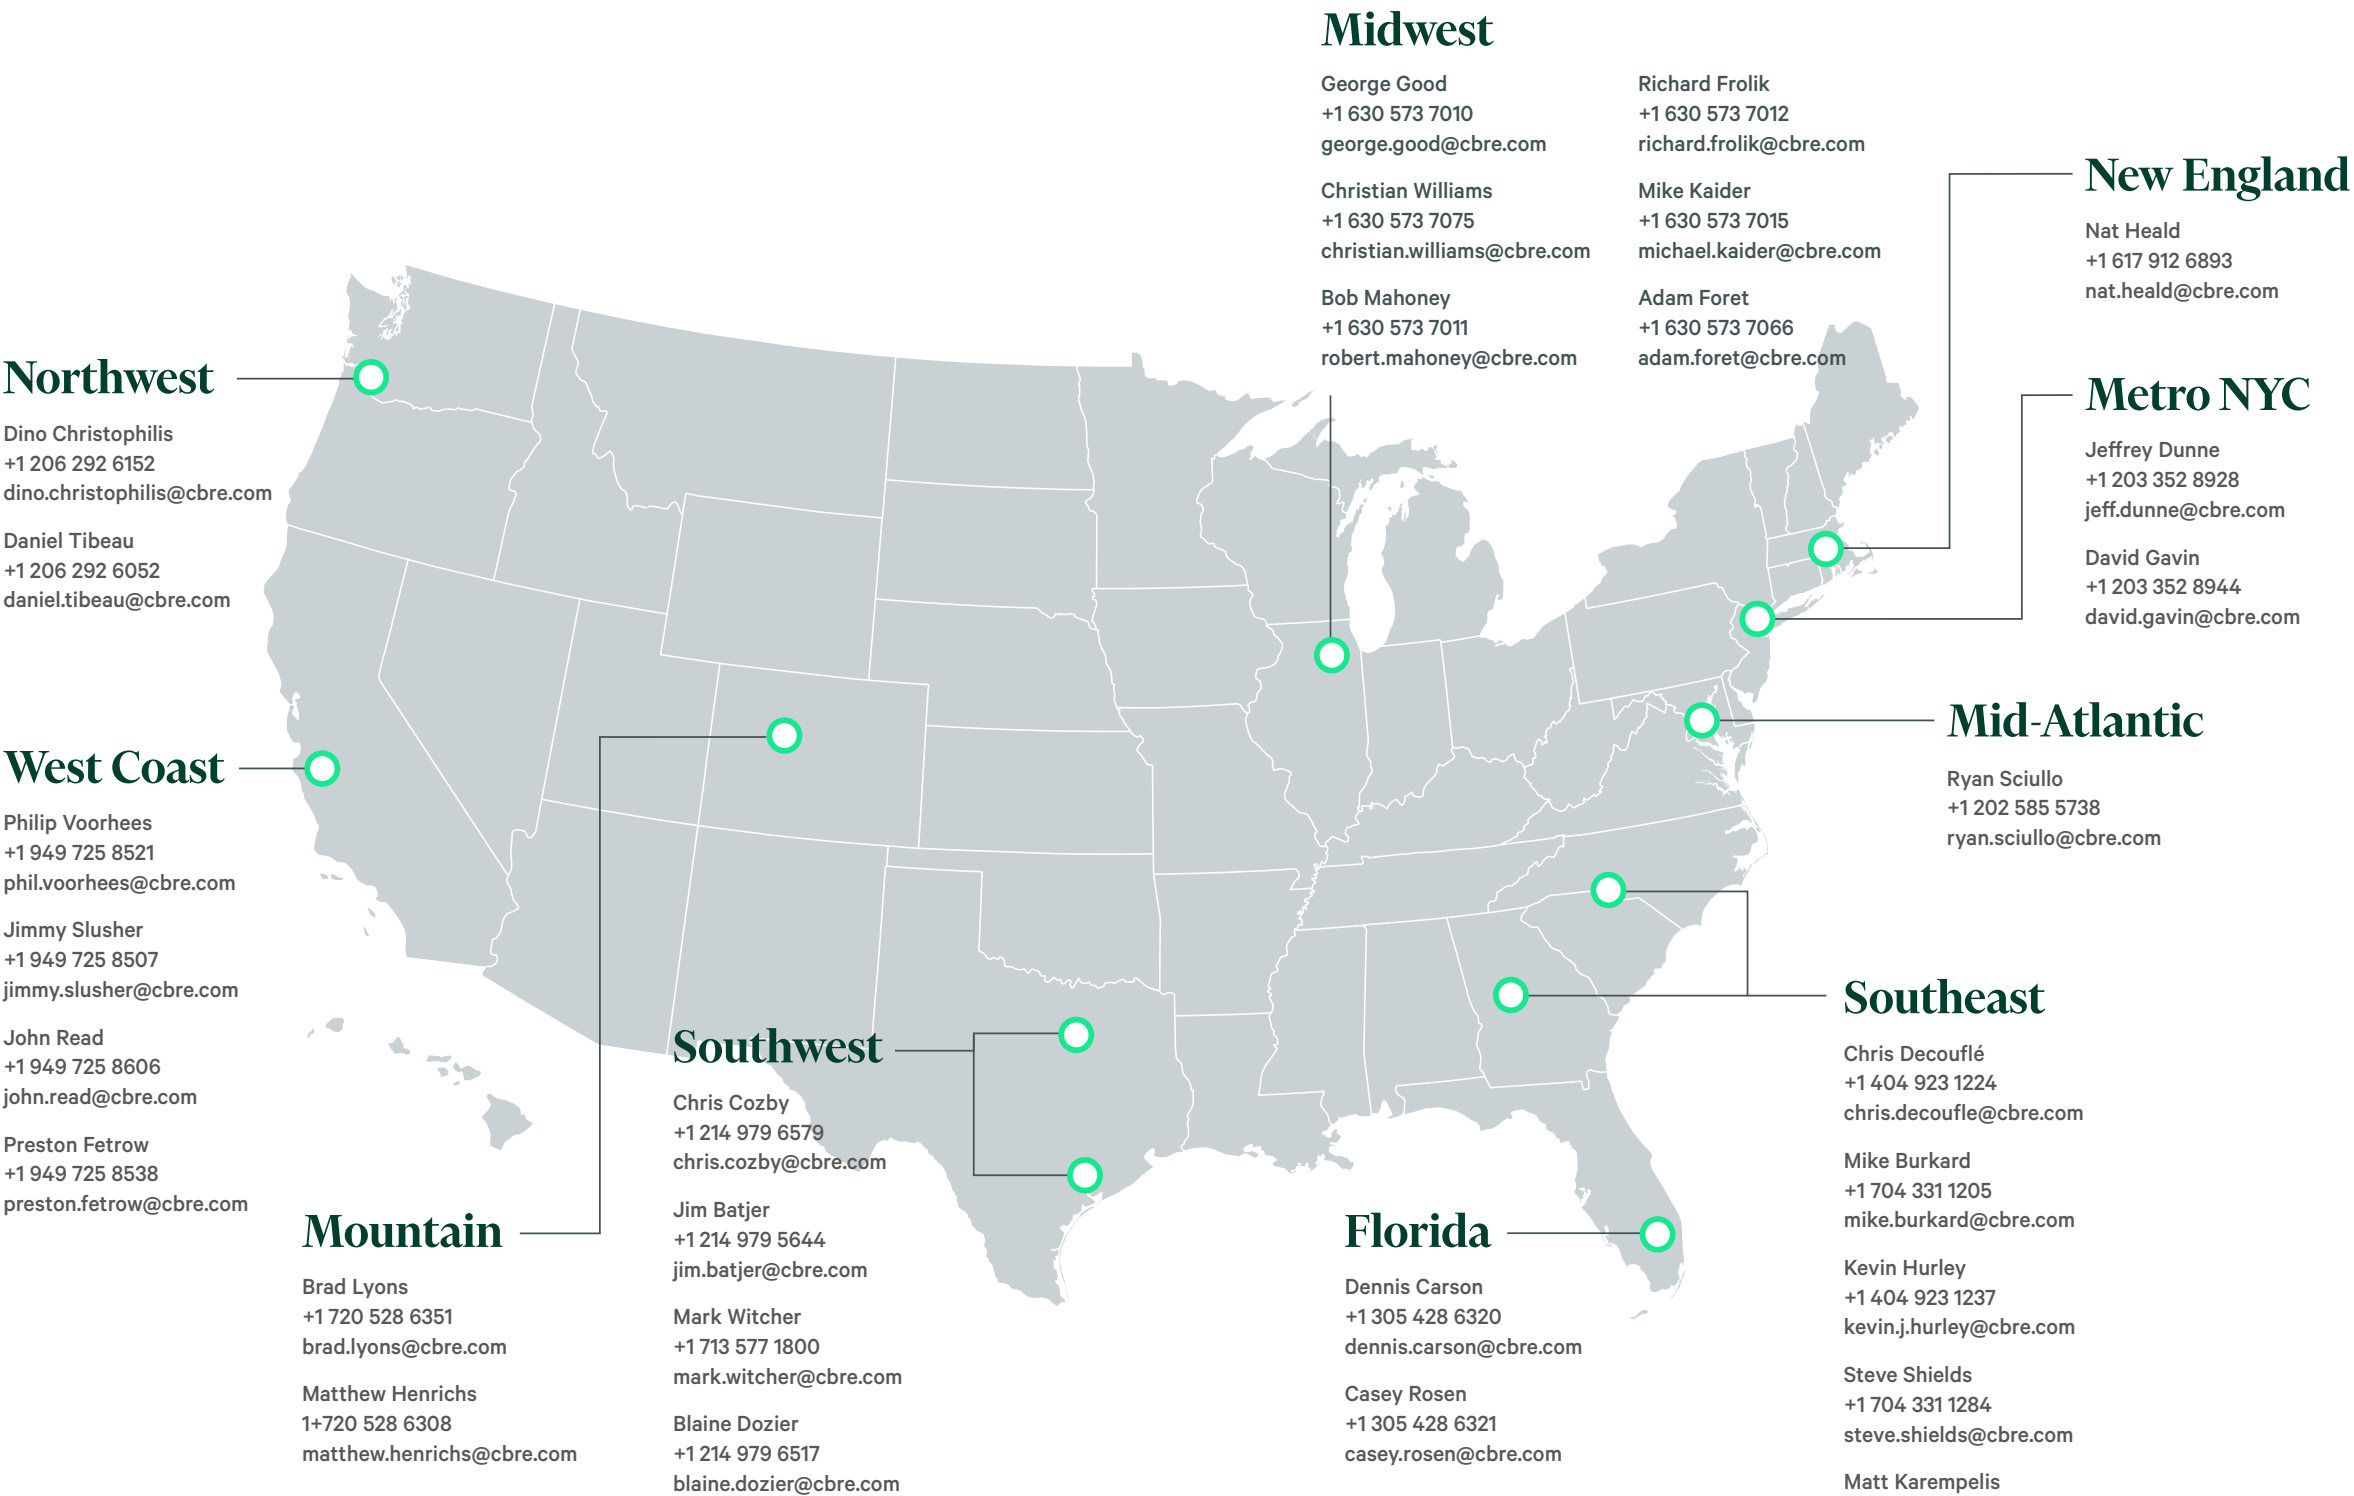 Midwest
George Good
+1 630 573 7010
george.good@cbre.com
Christian Williams
+1 630 573 7075
christian.williams@cbre.com
Bob Mahoney
+1 630 573 7011
robert.mahoney@cbre.com
Richard Frolik
+1 630 573 7012
richard.frolik@cbre.com
Mike Kaider
+1 630 573 7015
michael.kaider@cbre.com
Adam Foret
+1 630 573 7066
adam.foret@cbre.com
New England
Nat Heald
+1 617 912 6893
nat.heald@cbre.com
Northwest
Dino Christophilis
+1 206 292 6152
dino.christophilis@cbre.com
Daniel Tibeau
+1 206 292 6052
daniel.tibeau@cbre.com
Metro NYC
Jeffrey Dunne
+1 203 352 8928
jeff.dunne@cbre.com
David Gavin
+1 203 352 8944
david.gavin@cbre.com
Mid-Atlantic
Ryan Sciullo
+1 202 585 5738
ryan.sciullo@cbre.com
West Coast
Philip Voorhees
+1 949 725 8521
phil.voorhees@cbre.com
Jimmy Slusher
+1 949 725 8507
jimmy.slusher@cbre.com
John Read
+1 949 725 8606
john.read@cbre.com
Preston Fetrow
+1 949 725 8538
preston.fetrow@cbre.com
Mountain
Brad Lyons
+1 720 528 6351
brad.lyons@cbre.com
Matthew Henrichs
1+720 528 6308
matthew.henrichs@cbre.com
Southwest
Chris Cozby
+1 214 979 6579
chris.cozby@cbre.com
Jim Batjer
+1 214 979 5644
jim.batjer@cbre.com
Mark Witcher
+1 713 577 1800
mark.witcher@cbre.com
Blaine Dozier
+1 214 979 6517
blaine.dozier@cbre.com
Florida
Dennis Carson
+1 305 428 6320
dennis.carson@cbre.com
Casey Rosen
+1 305 428 6321
casey.rosen@cbre.com
Southeast
Chris Decouflé
+1 404 923 1224
chris.decoufle@cbre.com
Mike Burkard
+1 704 331 1205
mike.burkard@cbre.com
Kevin Hurley
+1 404 923 1237
kevin.j.hurley@cbre.com
Steve Shields
+1 704 331 1284
steve.shields@cbre.com
Matt Karempelis